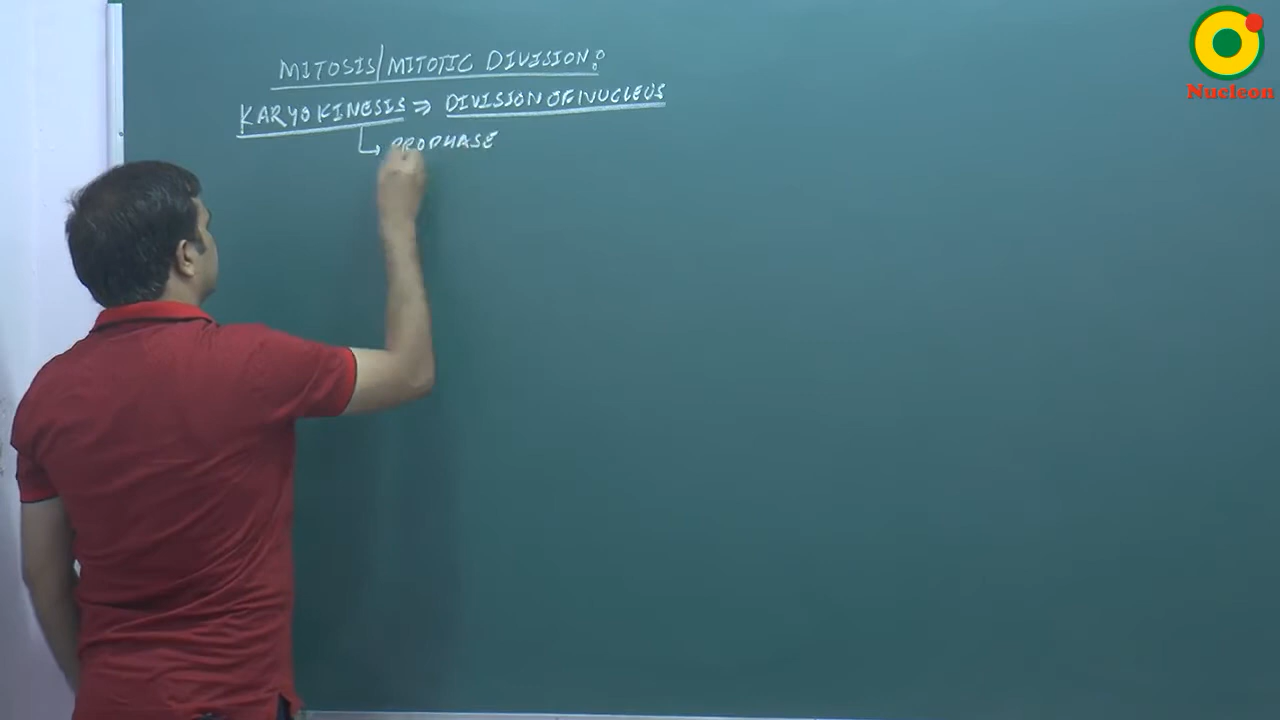 MITOSIS/MITOTIC DIVISION:
KARYOKINESIS ⇒ DIVISION OF NUCLEUS
↳ PROPHASE
Nucleon